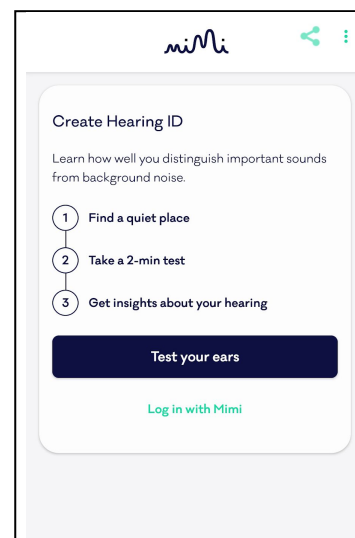 mimi
Create Hearing ID
Learn how well you distinguish important sounds
from background noise.
1 Find a quiet place
2 Take a 2-min test
3 Get insights about your hearing
Test your ears
Log in with Mimi